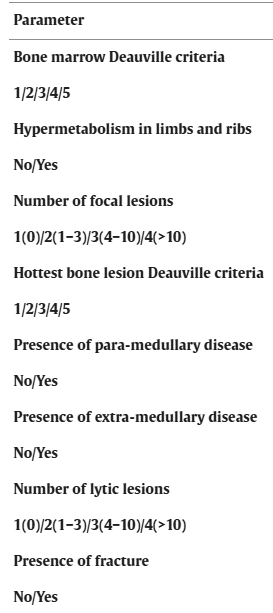 Parameter
Bone marrow Deauville criteria
1/2/3/4/5
Hypermetabolism in limbs and ribs
No/Yes
Number of focal lesions
1(0)/2(1–3)/3(4–10)/4(>10)
Hottest bone lesion Deauville criteria
1/2/3/4/5
Presence of para-medullary disease
No/Yes
Presence of extra-medullary disease
No/Yes
Number of lytic lesions
1(0)/2(1–3)/3(4–10)/4(>10)
Presence of fracture
No/Yes